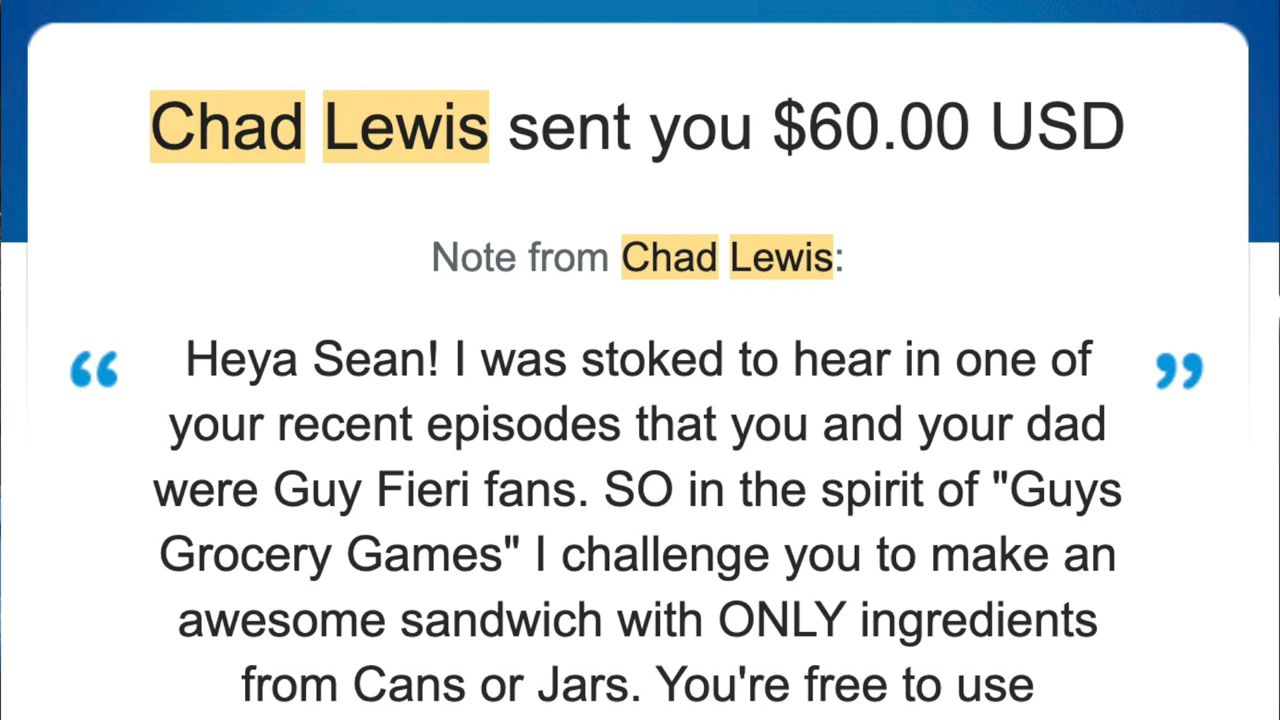 Chad Lewis sent you $60.00 USD
Note from Chad Lewis:
“ Heya Sean! I was stoked to hear in one of ”
your recent episodes that you and your dad
were Guy Fieri fans. SO in the spirit of "Guys
Grocery Games" I challenge you to make an
awesome sandwich with ONLY ingredients
from Cans or Jars. You're free to use